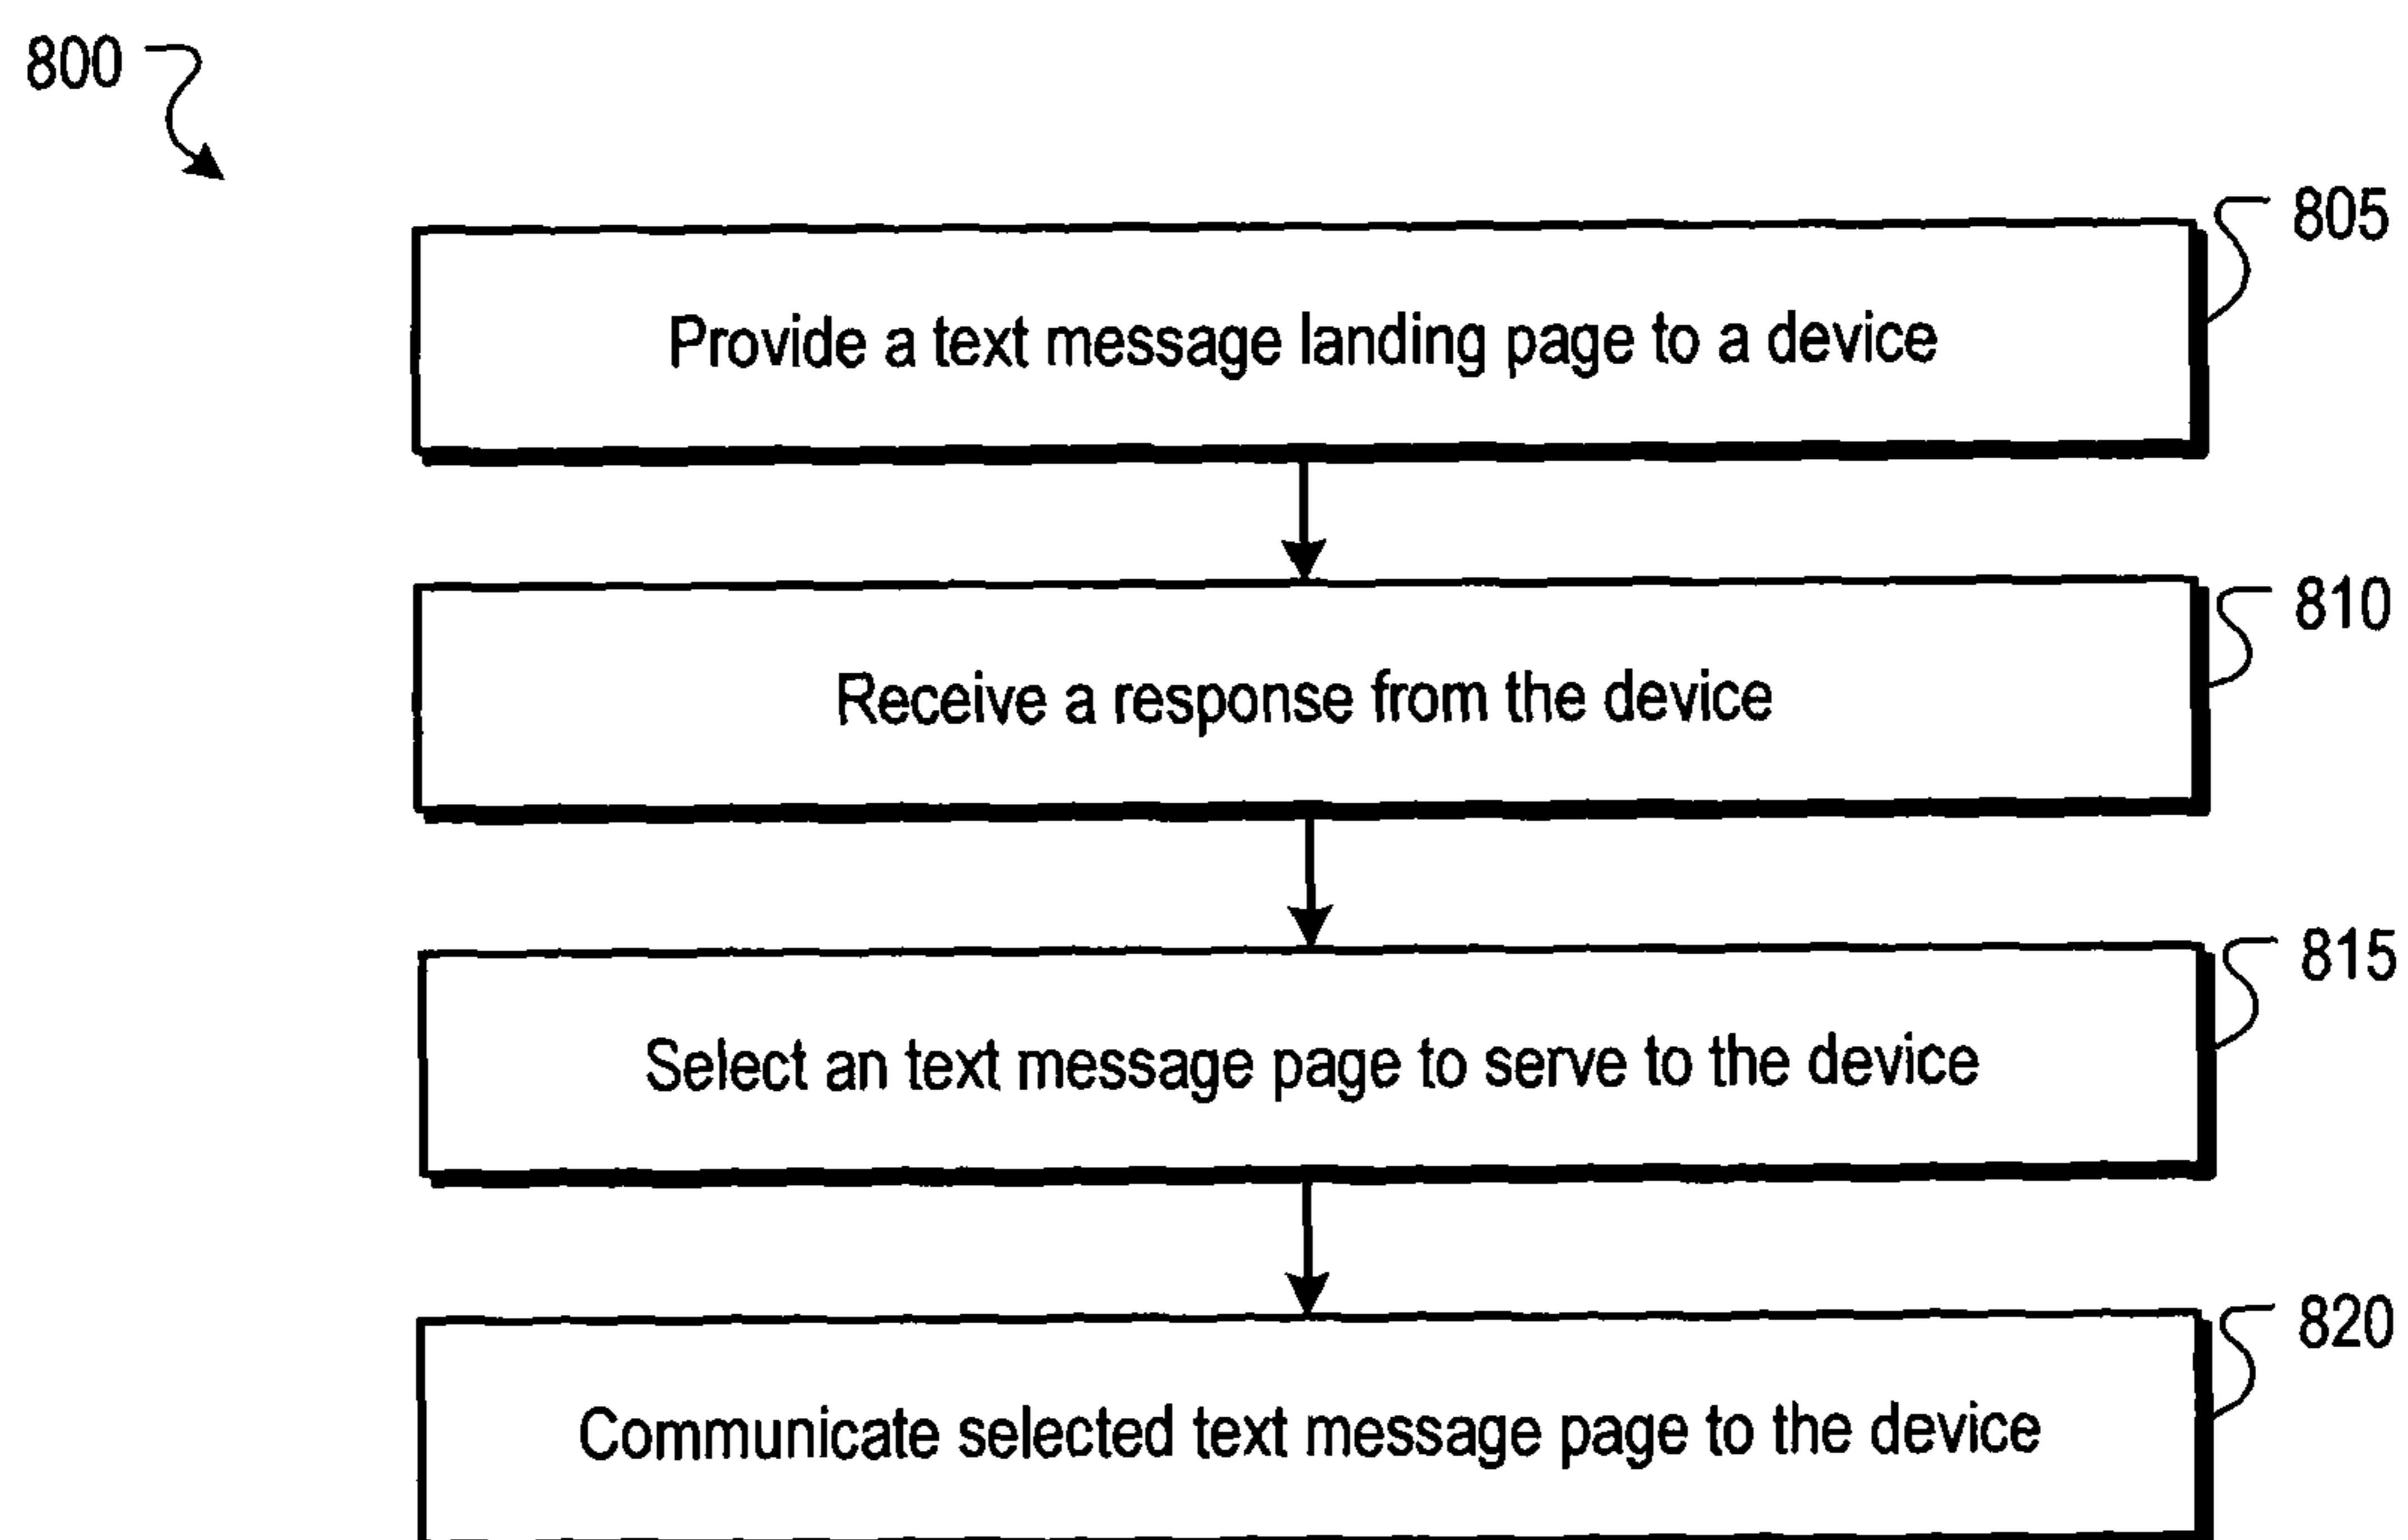 800
805
Provide a text message landing page to a device
810
Receive a response from the device
815
Select an text message page to serve to the device
820
Communicate selected text message page to the device